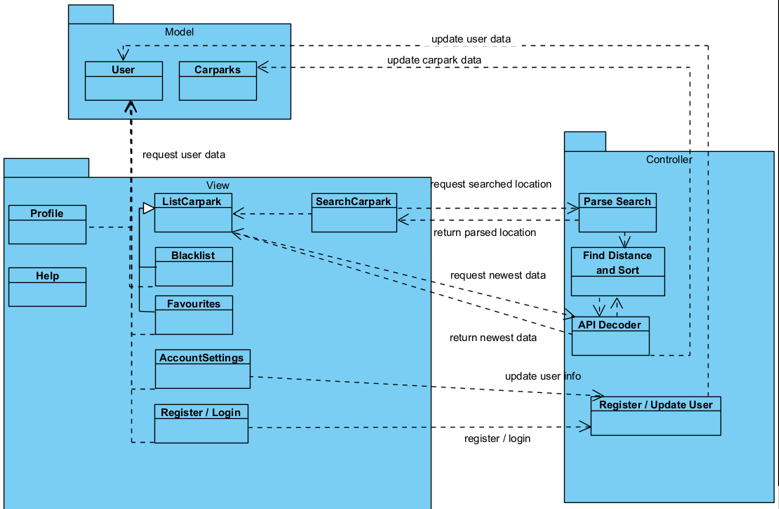 Model
update user data
update carpark data
User
Carparks
request user data
Controller
View
request searched location
ListCarpark
SearchCarpark
Parse Search
Profile
return parsed location
Blacklist
Find Distance
and Sort
Help
request newest data
Favourites
API Decoder
return newest data
AccountSettings
update user info
Register / Login
Register / Update User
register / login